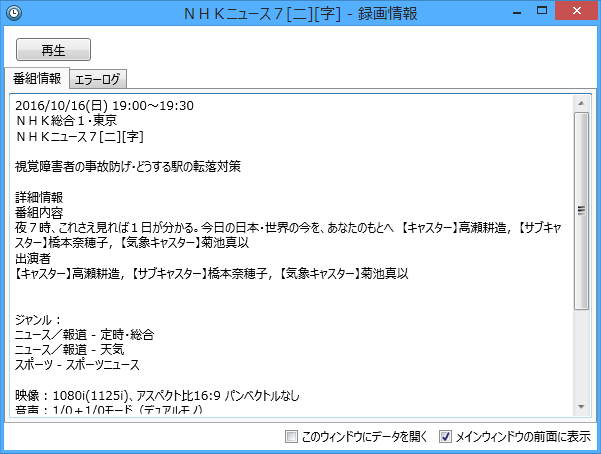 ＮＨＫニュース７[二][字] - 録画情報
再生
番組情報 エラーログ
2016/10/16(日) 19:00～19:30
ＮＨＫ総合１・東京
ＮＨＫニュース７[二][字]
視覚障害者の事故防げ・どうする駅の転落対策
詳細情報
番組内容
夜７時、これさえ見れば１日が分かる。今日の日本・世界の今を、あなたのもとへ 【キャスター】高瀬耕造, 【サブキャ
スター】橋本奈穂子, 【気象キャスター】菊池真以
出演者
【キャスター】高瀬耕造, 【サブキャスター】橋本奈穂子, 【気象キャスター】菊池真以
ジャンル :
ニュース／報道 - 定時・総合
ニュース／報道 - 天気
スポーツ - スポーツニュース
映像 : 1080i(1125i)、アスペクト比16:9 パンベクトルなし
音声 : 1/0＋1/0モード (デュアルモノ)
このウィンドウにデータを開く メインウィンドウの前面に表示